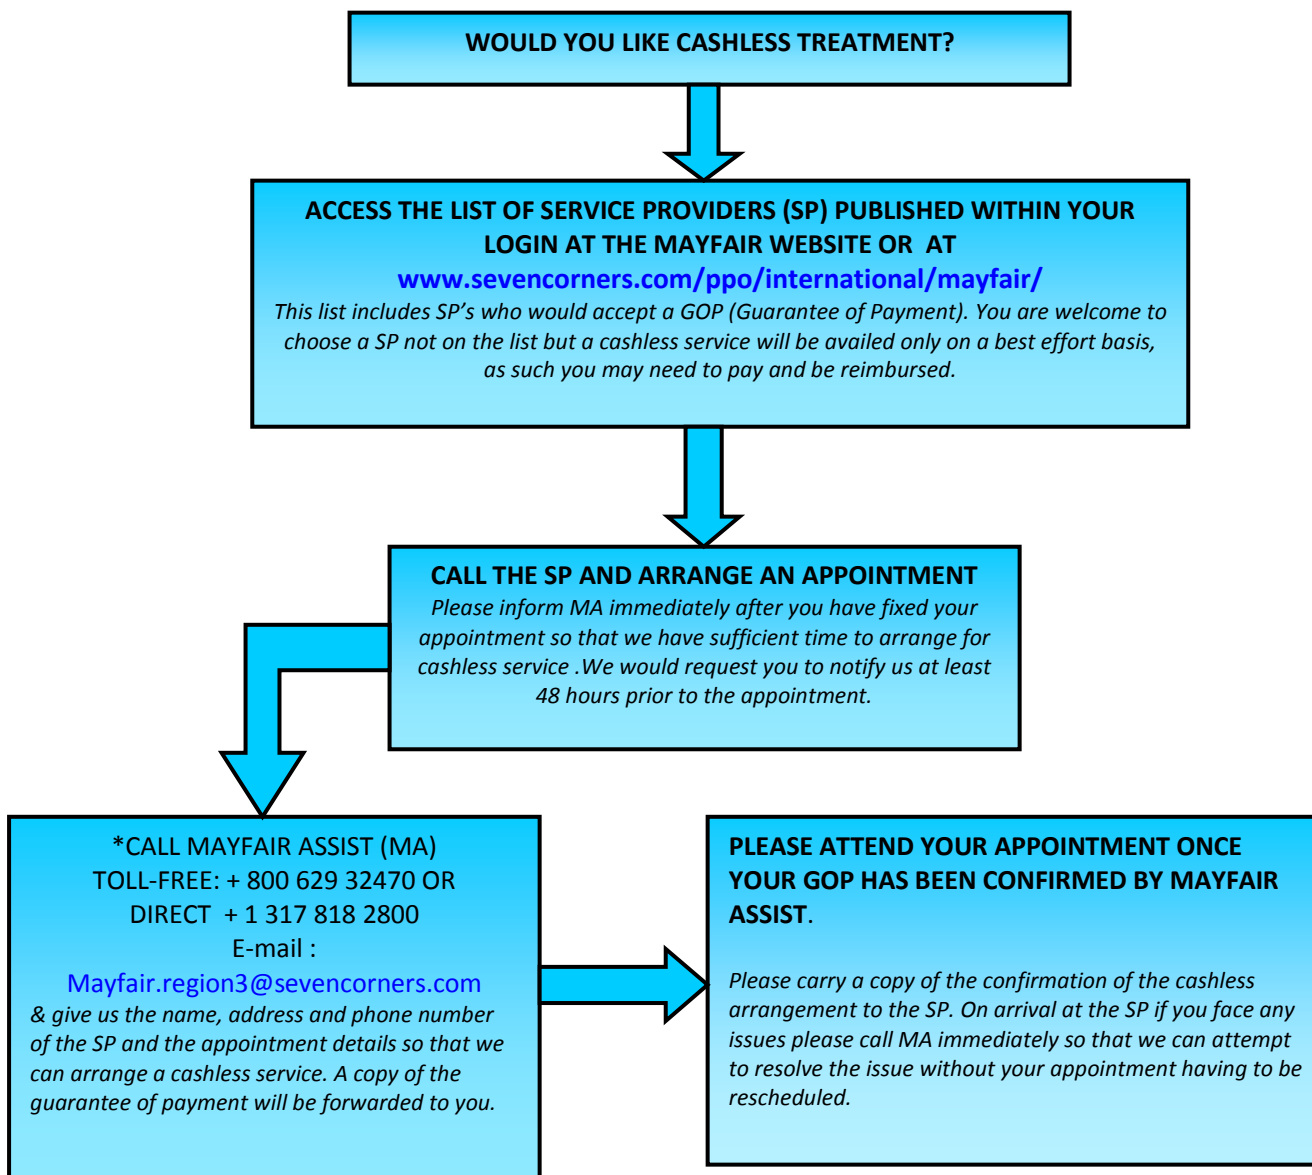 WOULD YOU LIKE CASHLESS TREATMENT?
ACCESS THE LIST OF SERVICE PROVIDERS (SP) PUBLISHED WITHIN YOUR
LOGIN AT THE MAYFAIR WEBSITE OR  AT
www.sevencorners.com/ppo/international/mayfair/
This list includes SP’s who would accept a GOP (Guarantee of Payment). You are welcome to
choose a SP not on the list but a cashless service will be availed only on a best effort basis,
as such you may need to pay and be reimbursed.
CALL THE SP AND ARRANGE AN APPOINTMENT
Please inform MA immediately after you have fixed your
appointment so that we have sufficient time to arrange for
cashless service .We would request you to notify us at least
48 hours prior to the appointment.
*CALL MAYFAIR ASSIST (MA)
TOLL-FREE: + 800 629 32470 OR
DIRECT  + 1 317 818 2800
E-mail :
Mayfair.region3@sevencorners.com
& give us the name, address and phone number
of the SP and the appointment details so that we
can arrange a cashless service. A copy of the
guarantee of payment will be forwarded to you.
PLEASE ATTEND YOUR APPOINTMENT ONCE
YOUR GOP HAS BEEN CONFIRMED BY MAYFAIR
ASSIST.
Please carry a copy of the confirmation of the cashless
arrangement to the SP. On arrival at the SP if you face any
issues please call MA immediately so that we can attempt
to resolve the issue without your appointment having to be
rescheduled.